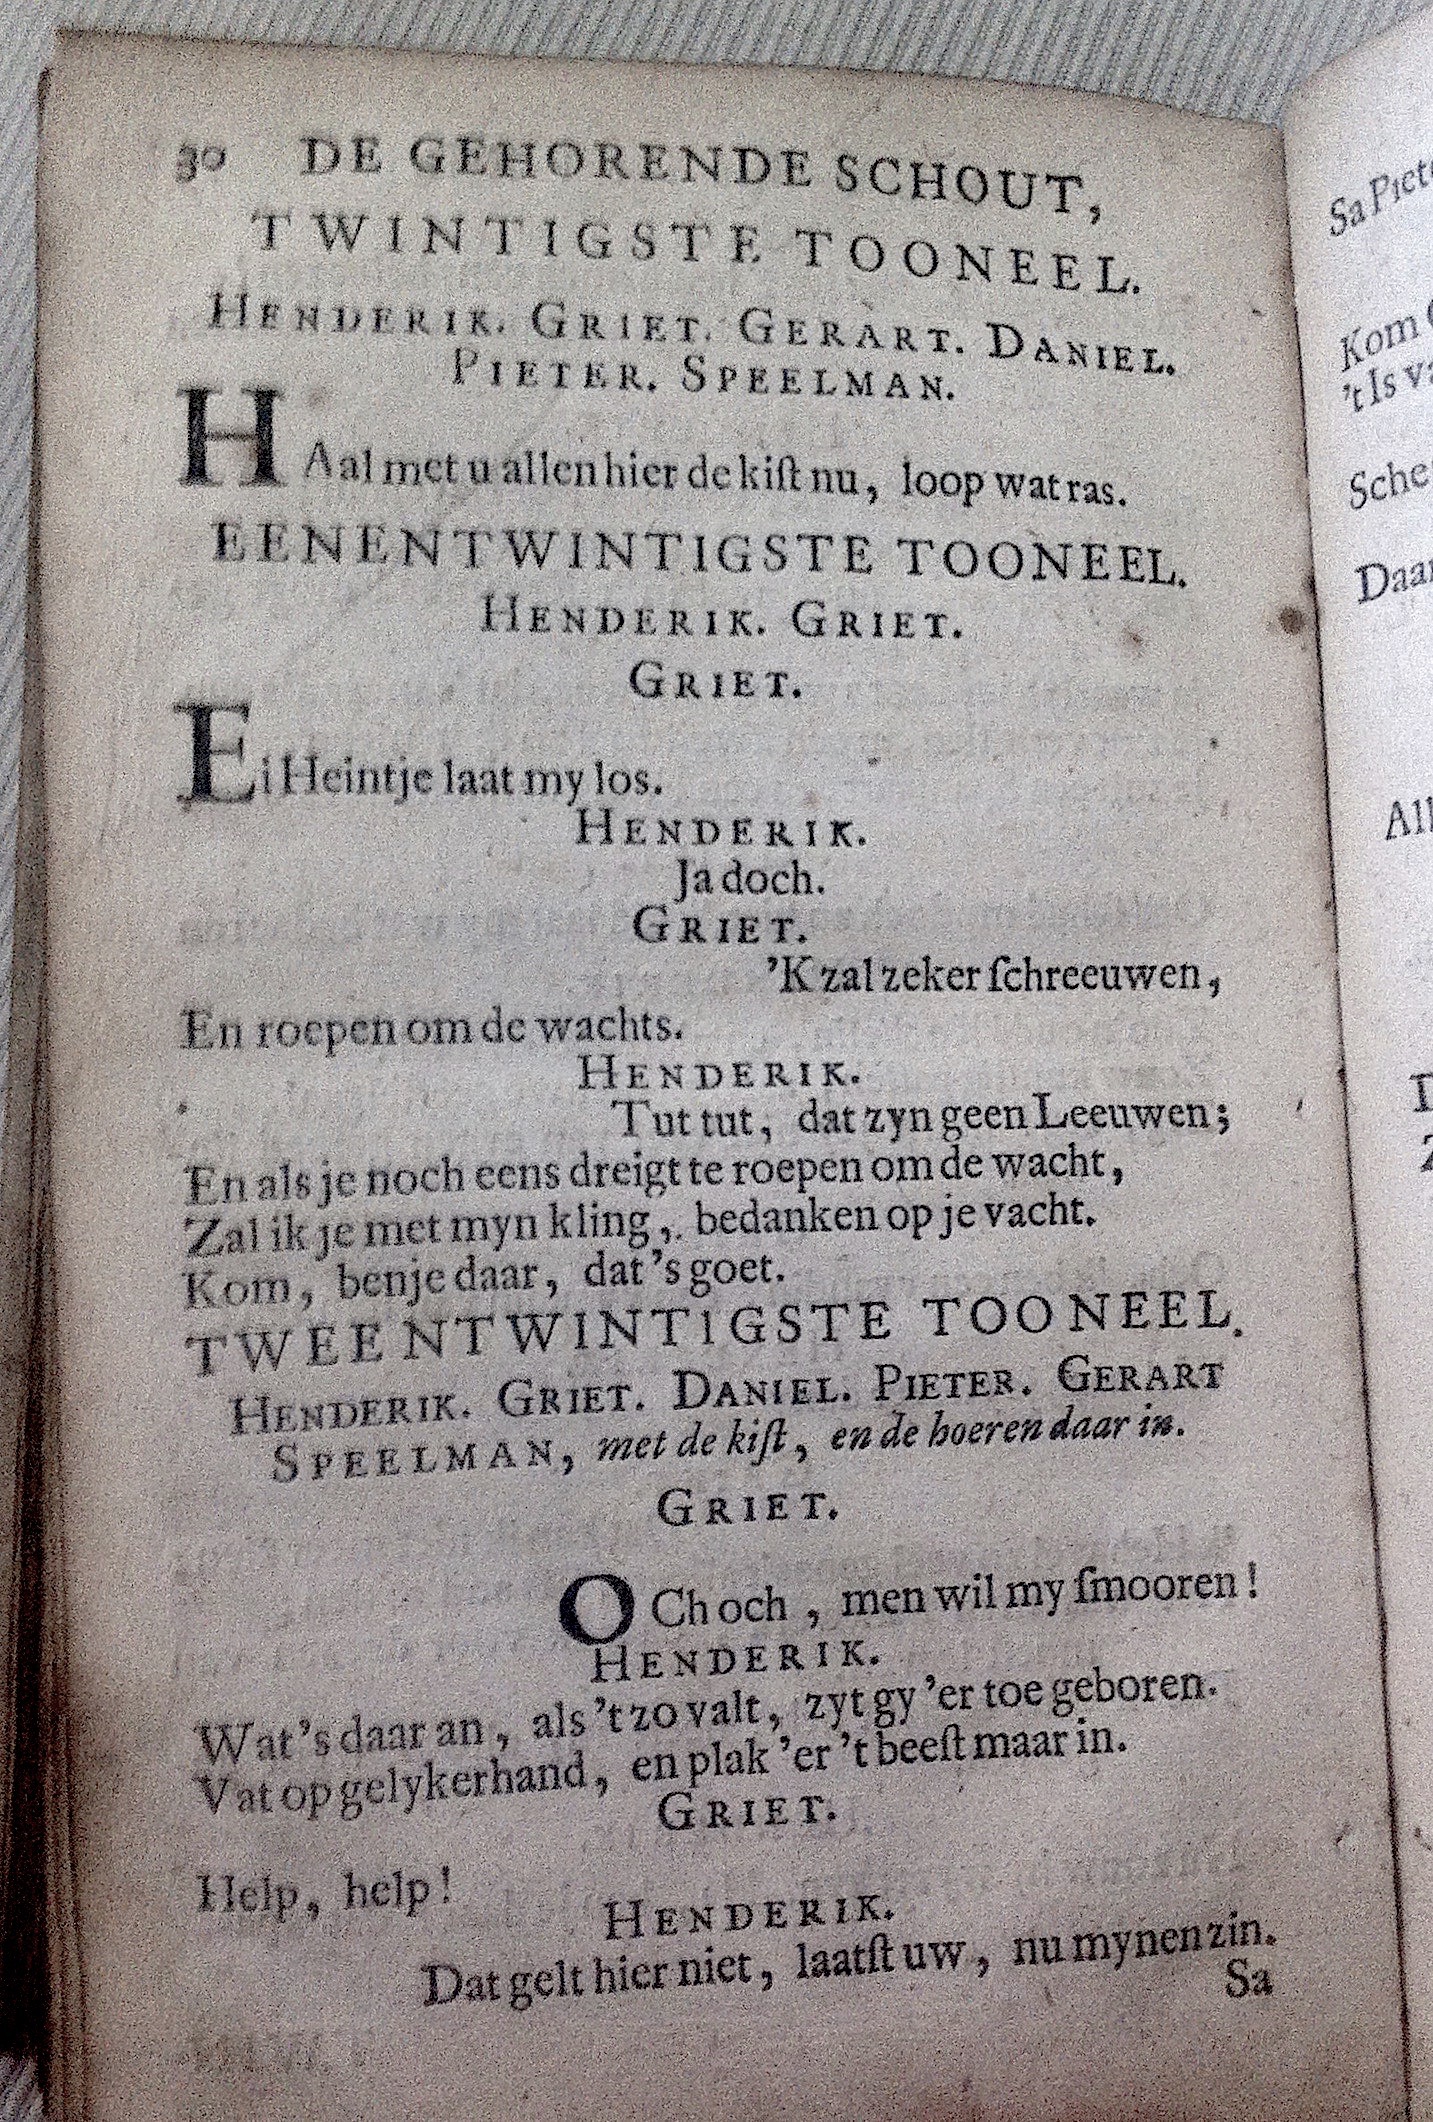 30 DE GEHORENDE SCHOUT,
TWINTIGSTE TOONEEL.
HENDERIK. GRIET. GERART. DANIEL.
PIETER. SPEELMAN.
HAal met u allen hier de kiſt nu, loop wat ras.
EENENTWINTIGSTE TOONEEL.
HENDERIK. GRIET.
GRIET.
Ei Heintje laat my los.
HENDERIK.
Ja doch.
GRIET.
'K zal zeker ſchreeuwen,
En roepen om de wachts.
HENDERIK.
Tut tut, dat zyn geen Leeuwen;
En als je noch eens dreigt te roepen om de wacht,
Zal ik je met myn kling, bedanken op je vacht.
Kom, benje daar, dat's goet.
TWEENTWINTIGSTE TOONEEL.
HENDERIK. GRIET. DANIEL. PIETER. GERART
SPEELMAN, met de kiſt, en de hoeren daar in.
GRIET.
OCh och, men wil my ſmooren!
HENDERIK.
Wat's daar an, als 't zo valt, zyt gy 'er toe geboren.
Vat op gelykerhand, en plak 'er 't beeſt maar in.
GRIET.
Help, help!
HENDERIK.
Dat gelt hier niet, laatſt uw, nu mynen zin.
Sa
Sa Piet
Kom
't Is va
Sche
Daar
All